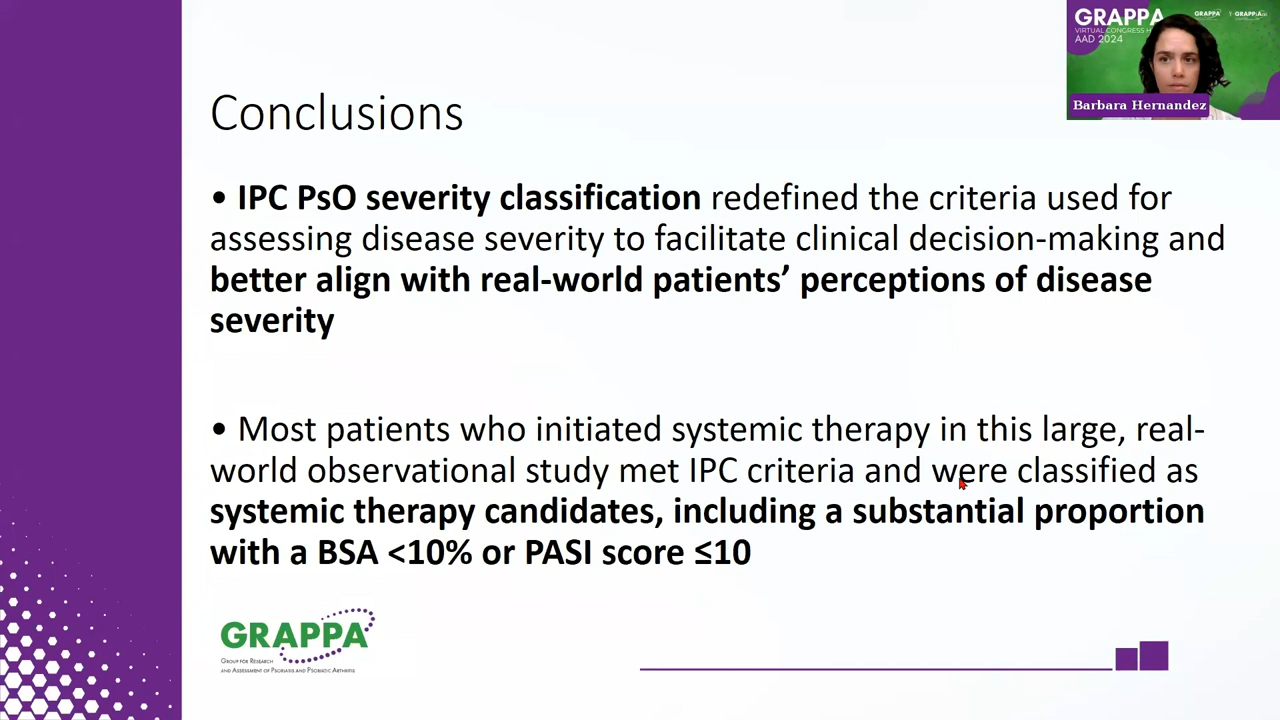 GRAPPA
VIRTUAL CONGRESS H
AAD 2024
GRAPPA
Barbara Hernandez
Conclusions
• IPC PsO severity classification redefined the criteria used for
assessing disease severity to facilitate clinical decision-making and
better align with real-world patients’ perceptions of disease
severity
• Most patients who initiated systemic therapy in this large, real-
world observational study met IPC criteria and were classified as
systemic therapy candidates, including a substantial proportion
with a BSA <10% or PASI score ≤10
GRAPPA
GROUP FOR RESEARCH
AND ASSESSMENT OF PSORIASIS AND PSORIATIC ARTHRITIS